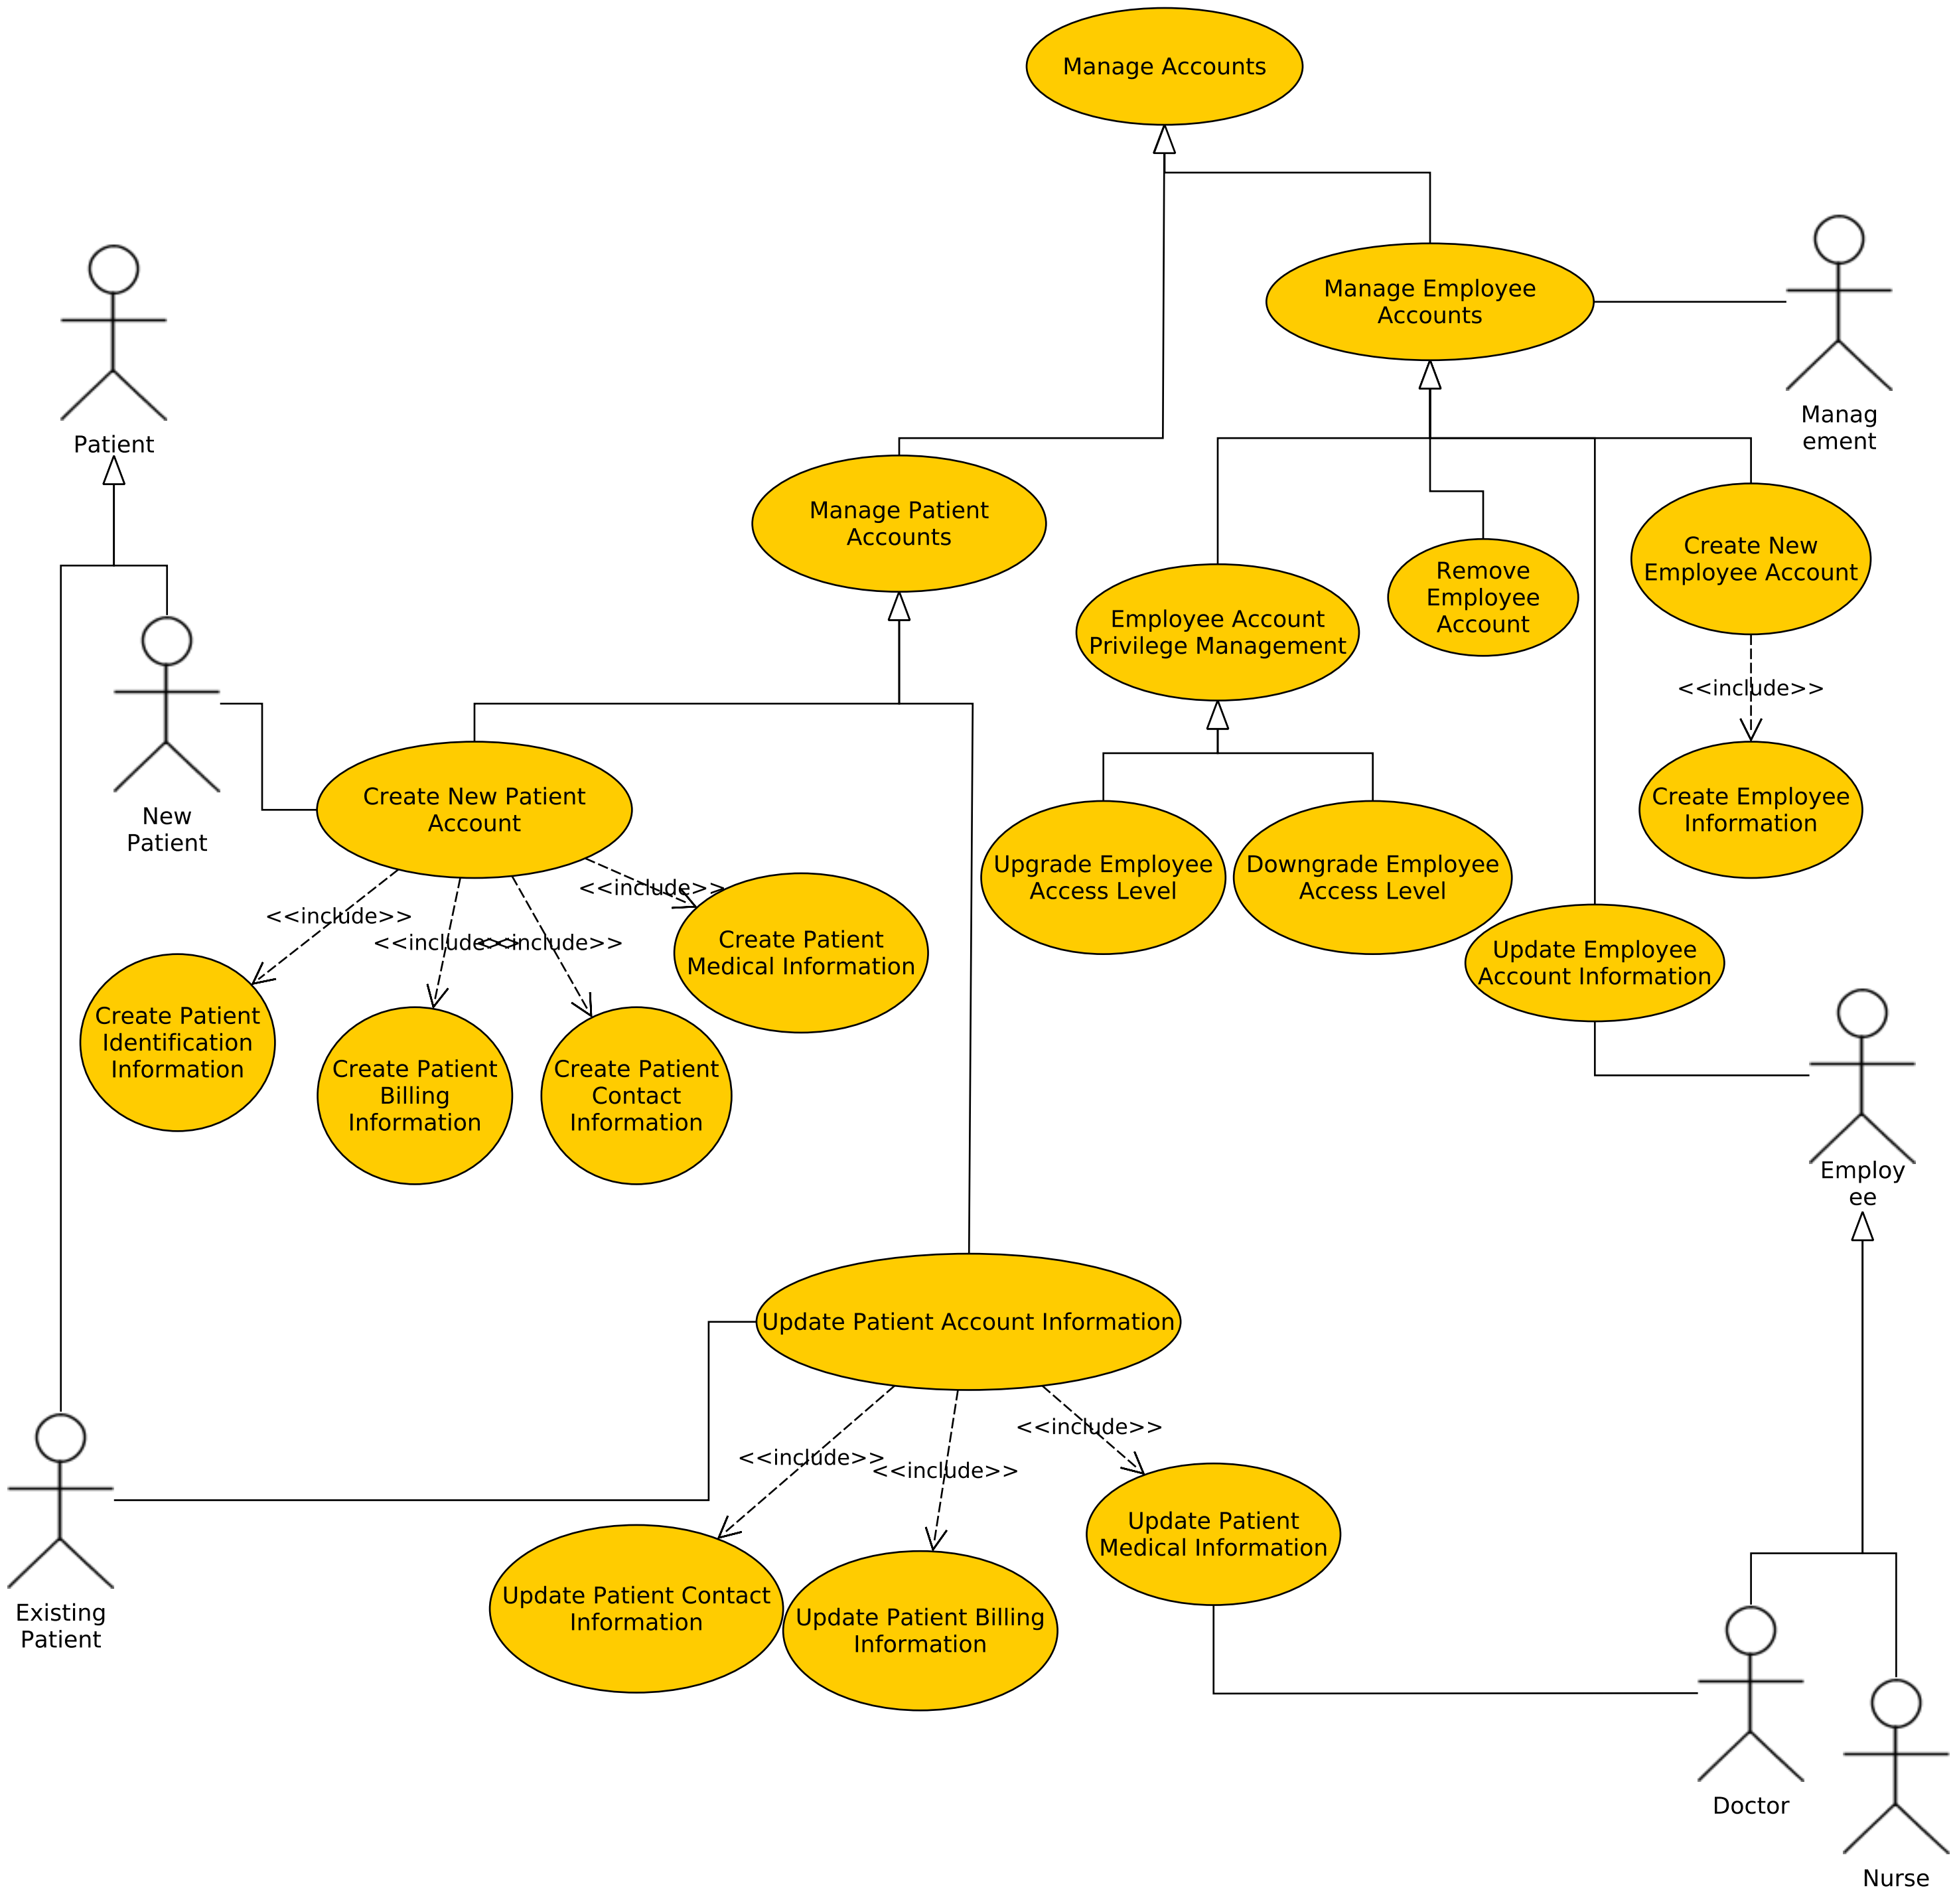 Manage Accounts
Manage Employee
Accounts
Manag
ement
Patient
Manage Patient
Accounts
Create New
Employee Account
Remove
Employee
Account
Employee Account
Privilege Management
<<include>>
Create New Patient
Account
New
Patient
Create Employee
Information
Upgrade Employee
Access Level
Downgrade Employee
Access Level
<<include>>
<<include>>
<<include>>
<<include>>
Create Patient
Medical Information
Update Employee
Account Information
Create Patient
Identification
Information
Create Patient
Billing
Information
Create Patient
Contact
Information
Employ
ee
Update Patient Account Information
<<include>>
<<include>>
<<include>>
Update Patient
Medical Information
Existing
Patient
Update Patient Contact
Information
Update Patient Billing
Information
Doctor
Nurse